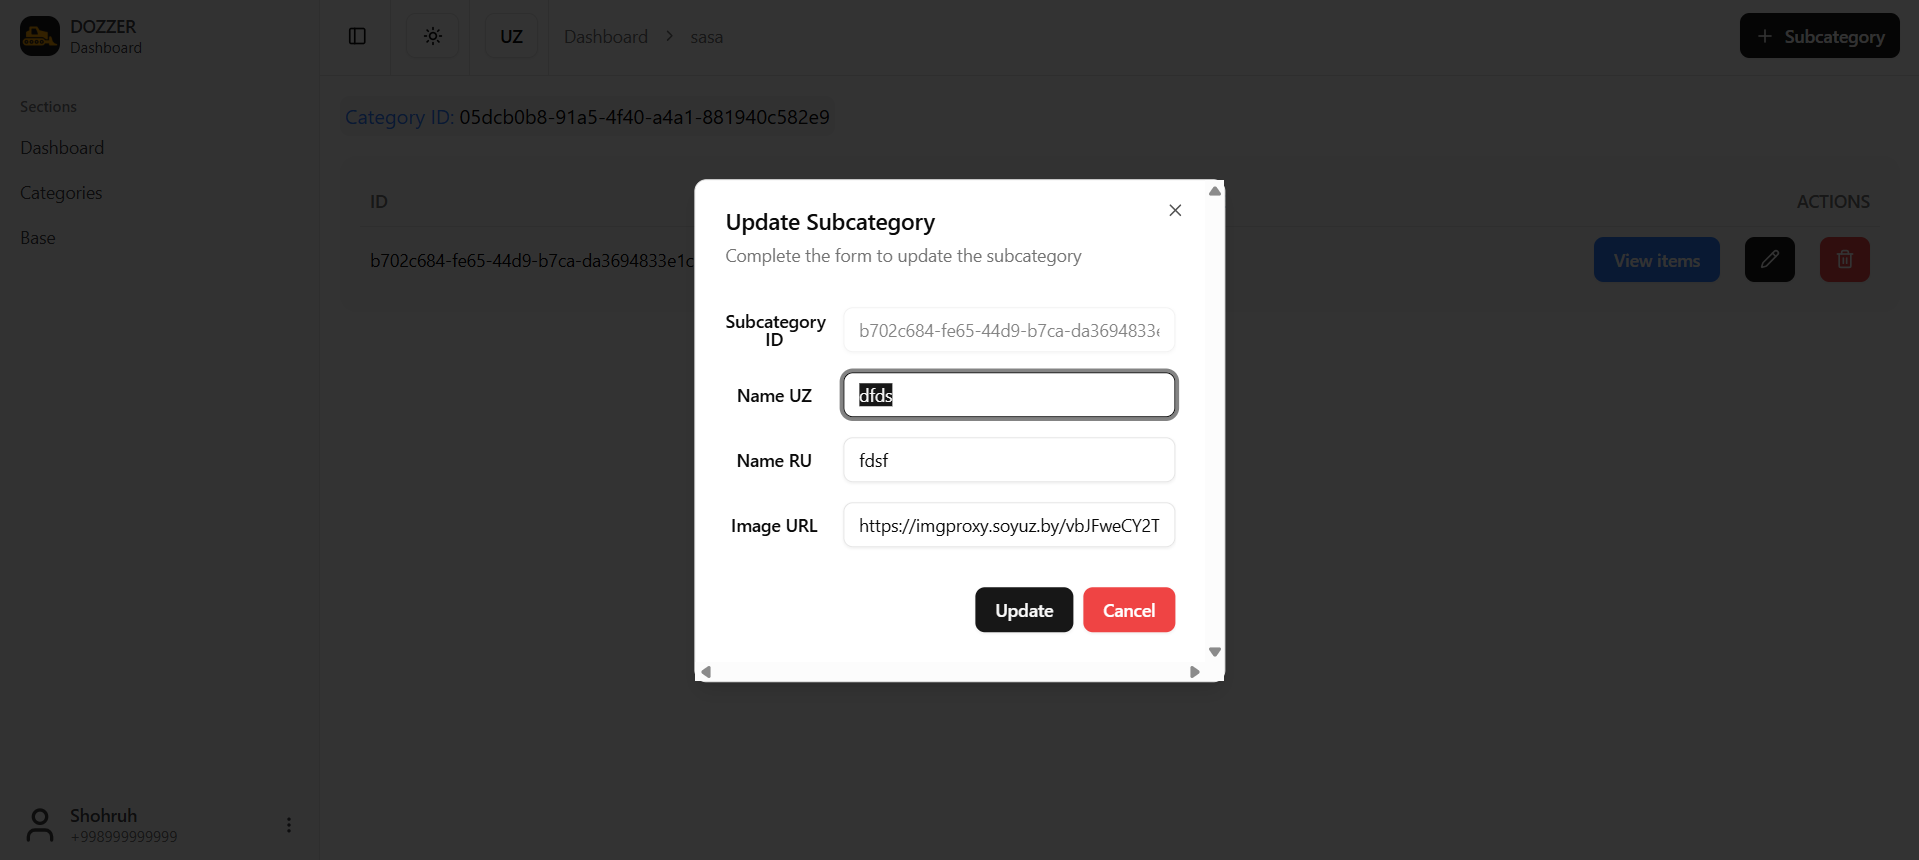 DOZZER
Dashboard
UZ
Dashboard > sasa
+ Subcategory
Sections
Dashboard
Categories
Base
Category ID: 05dcb0b8-91a5-4f40-a4a1-881940c582e9
ID
ACTIONS
b702c684-fe65-44d9-b7ca-da3694833e1c
View items
Update Subcategory
Complete the form to update the subcategory
Subcategory
ID
b702c684-fe65-44d9-b7ca-da3694833e
Name UZ
dfds
Name RU
fdsf
Image URL
https://imgproxy.soyuz.by/vbJFweCY2T
Update
Cancel
Shohruh
+998999999999